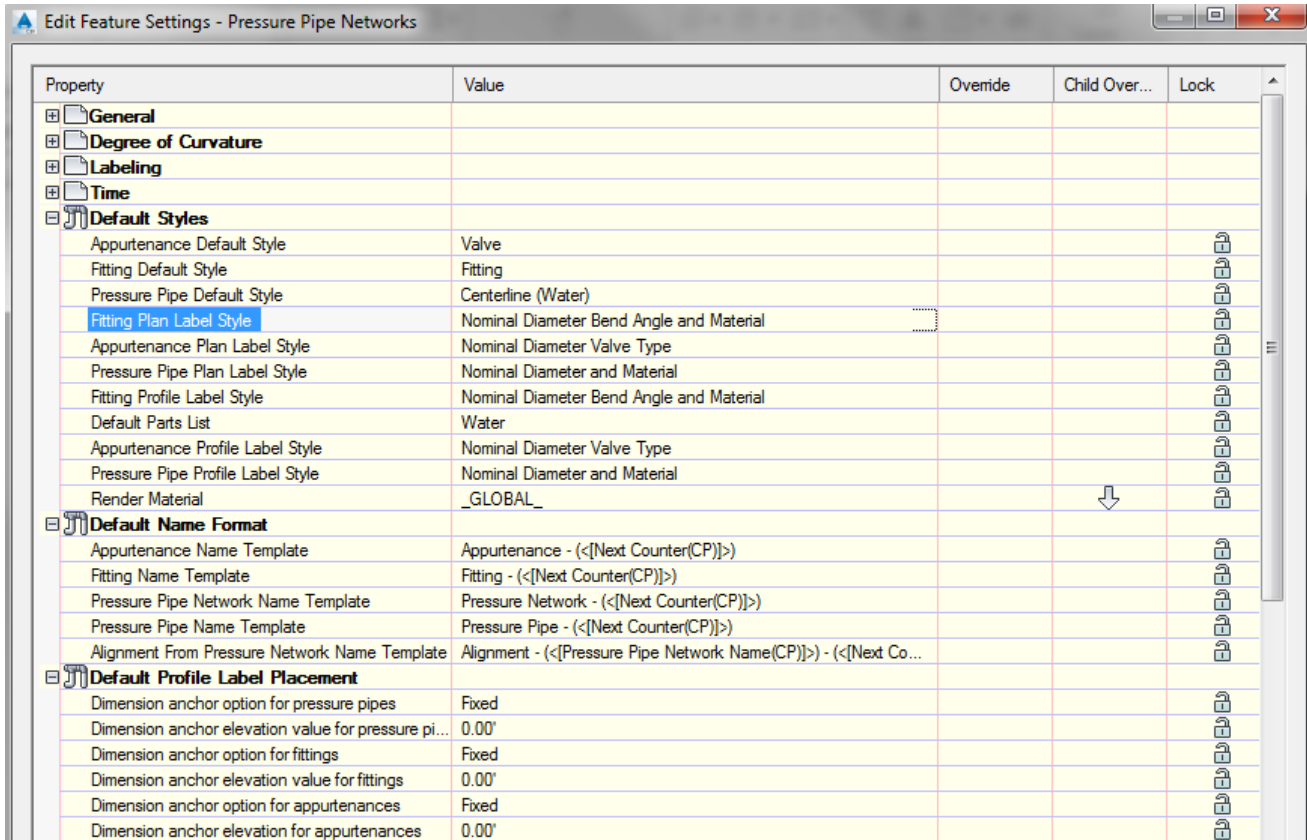 Edit Feature Settings - Pressure Pipe Networks
Property Value Override Child Over... Lock
General
Degree of Curvature
Labeling
Time
Default Styles
Appurtenance Default Style Valve
Fitting Default Style Fitting
Pressure Pipe Default Style Centerline (Water)
Fitting Plan Label Style Nominal Diameter Bend Angle and Material
Appurtenance Plan Label Style Nominal Diameter Valve Type
Pressure Pipe Plan Label Style Nominal Diameter and Material
Fitting Profile Label Style Nominal Diameter Bend Angle and Material
Default Parts List Water
Appurtenance Profile Label Style Nominal Diameter Valve Type
Pressure Pipe Profile Label Style Nominal Diameter and Material
Render Material _GLOBAL_
Default Name Format
Appurtenance Name Template Appurtenance - (<[Next Counter(CP)]>)
Fitting Name Template Fitting - (<[Next Counter(CP)]>)
Pressure Pipe Network Name Template Pressure Network - (<[Next Counter(CP)]>)
Pressure Pipe Name Template Pressure Pipe - (<[Next Counter(CP)]>)
Alignment From Pressure Network Name Template Alignment - (<[Pressure Pipe Network Name(CP)]>) - (<[Next Co...
Default Profile Label Placement
Dimension anchor option for pressure pipes Fixed
Dimension anchor elevation value for pressure pi... 0.00'
Dimension anchor option for fittings Fixed
Dimension anchor elevation value for fittings 0.00'
Dimension anchor option for appurtenances Fixed
Dimension anchor elevation for appurtenances 0.00'